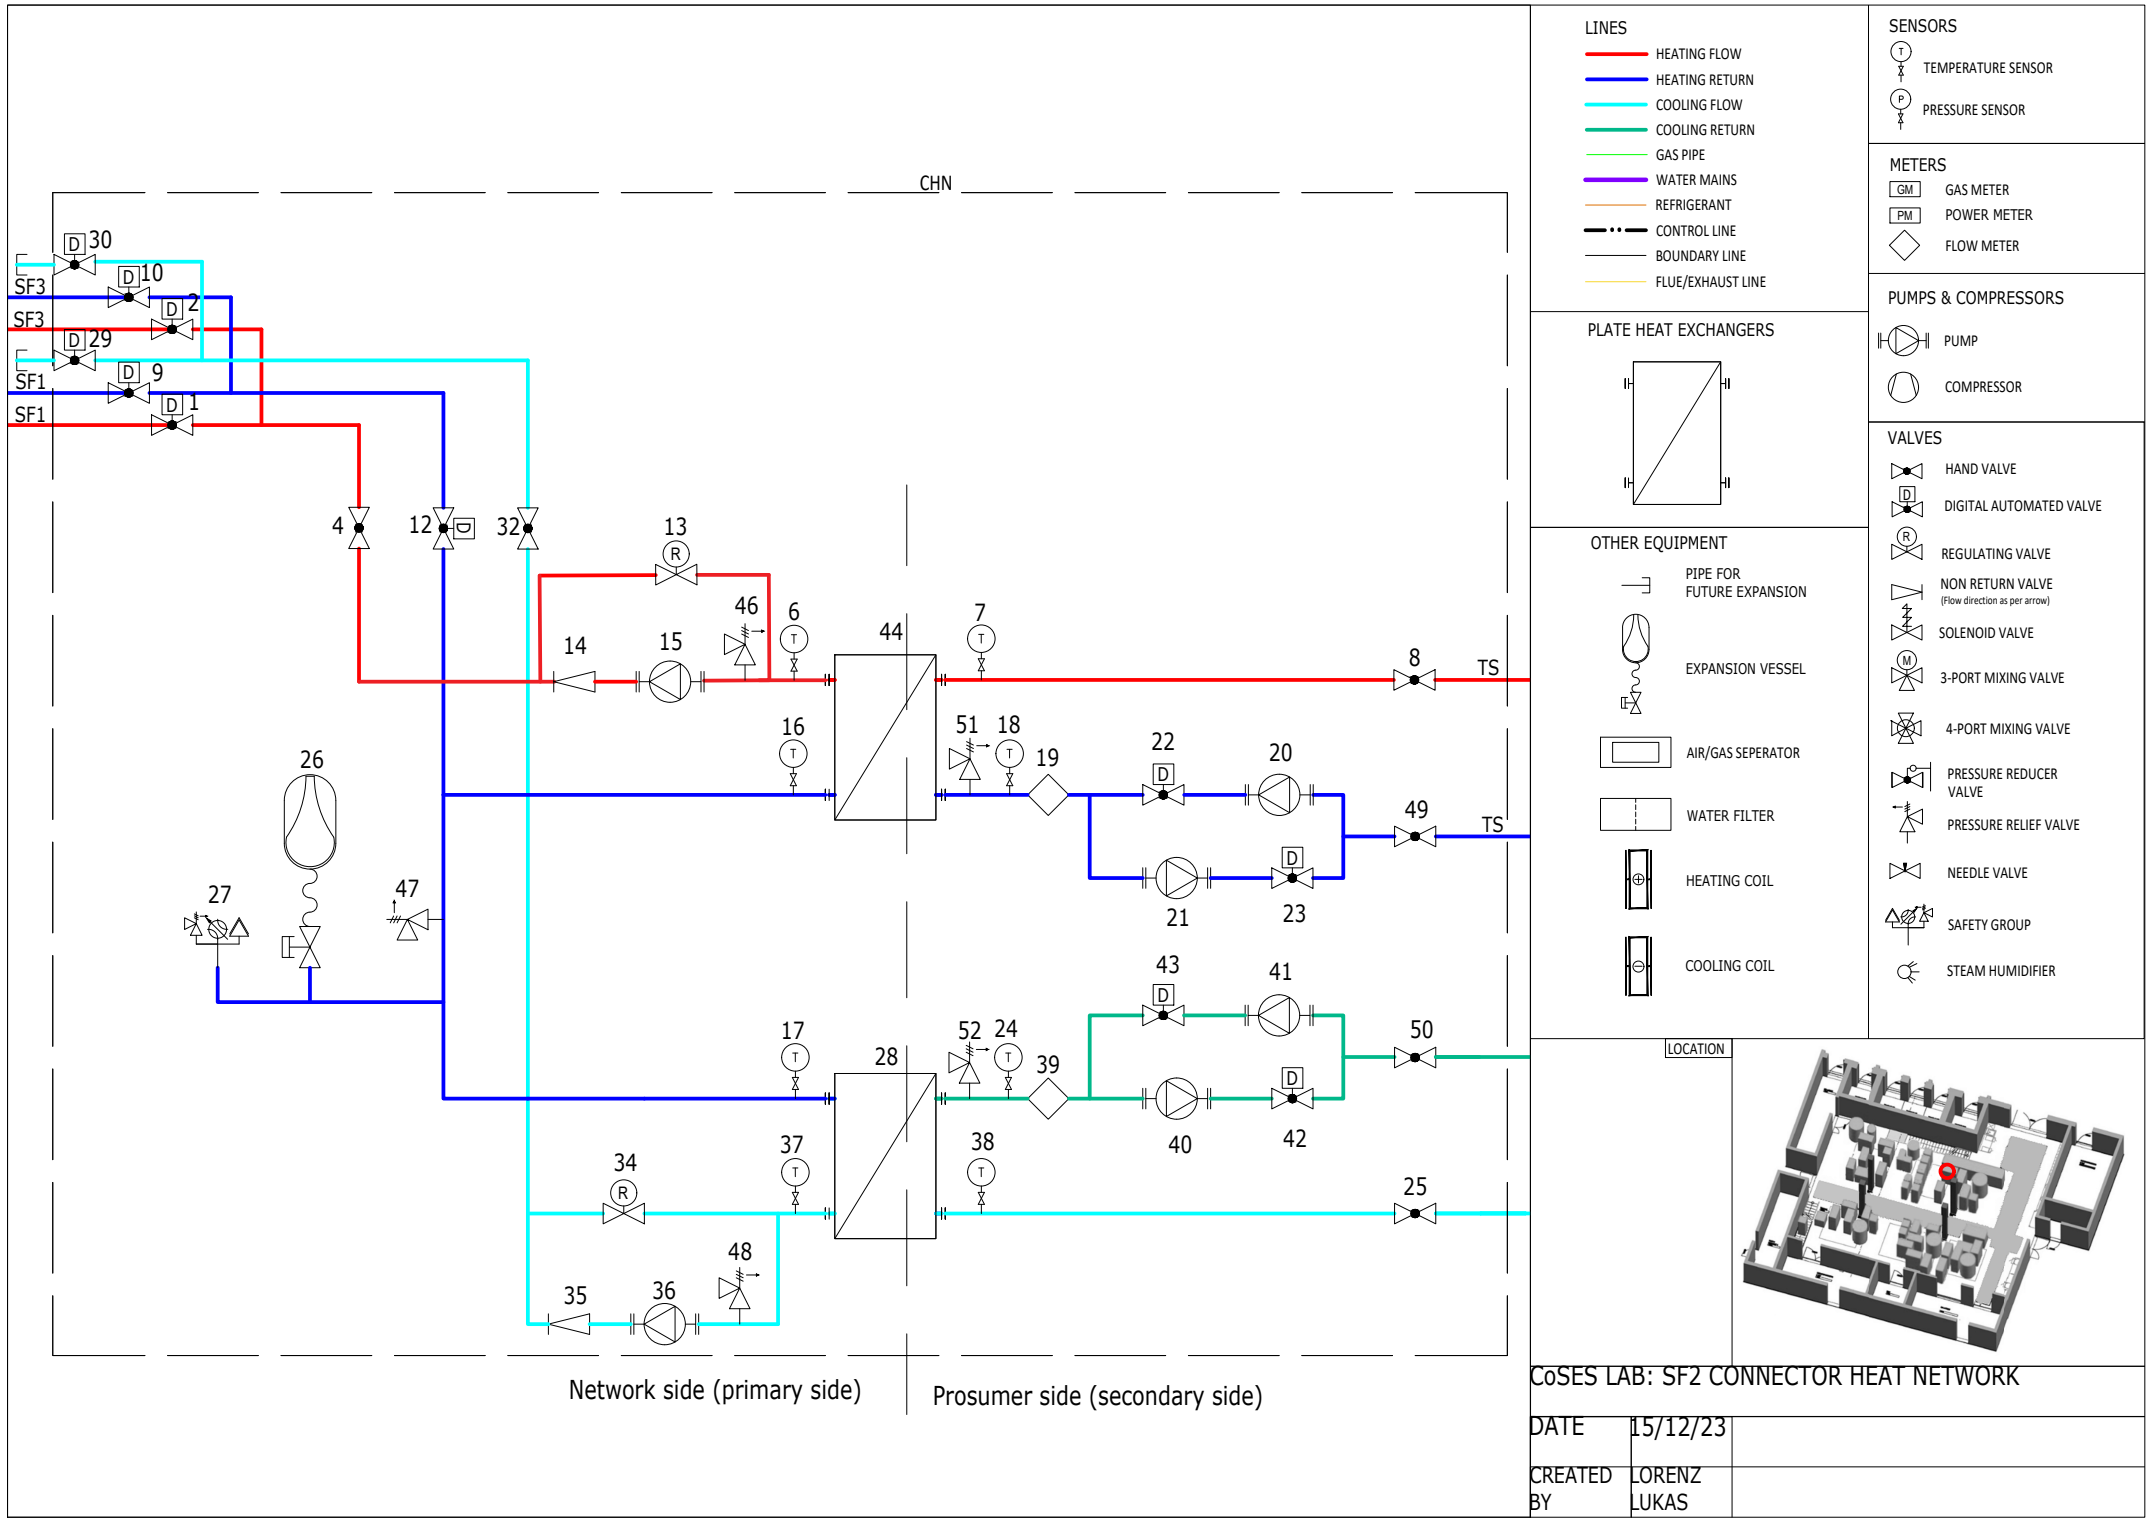 CHN
D 30
D 10
SF3
D 2
SF3
D 29
D 9
SF1
D 1
SF1
4
12 D
32
13
R
46
6
T
7
T
14
15
44
8
TS
16
T
51
18
T
19
22
D
20
49
TS
21
D
23
26
27
47
43
D
41
17
T
28
52
24
T
39
50
40
D
42
34
R
37
T
38
T
25
48
35
36
Network side (primary side)
Prosumer side (secondary side)
LINES
HEATING FLOW
HEATING RETURN
COOLING FLOW
COOLING RETURN
GAS PIPE
WATER MAINS
REFRIGERANT
CONTROL LINE
BOUNDARY LINE
FLUE/EXHAUST LINE
PLATE HEAT EXCHANGERS
OTHER EQUIPMENT
PIPE FOR
FUTURE EXPANSION
EXPANSION VESSEL
AIR/GAS SEPERATOR
WATER FILTER
HEATING COIL
COOLING COIL
SENSORS
T TEMPERATURE SENSOR
P PRESSURE SENSOR
METERS
GM GAS METER
PM POWER METER
FLOW METER
PUMPS & COMPRESSORS
PUMP
COMPRESSOR
VALVES
HAND VALVE
D DIGITAL AUTOMATED VALVE
R REGULATING VALVE
NON RETURN VALVE
(Flow direction as per arrow)
SOLENOID VALVE
M 3-PORT MIXING VALVE
4-PORT MIXING VALVE
PRESSURE REDUCER
VALVE
PRESSURE RELIEF VALVE
NEEDLE VALVE
SAFETY GROUP
STEAM HUMIDIFIER
LOCATION
CoSES LAB: SF2 CONNECTOR HEAT NETWORK
DATE 15/12/23
CREATED LORENZ
BY LUKAS